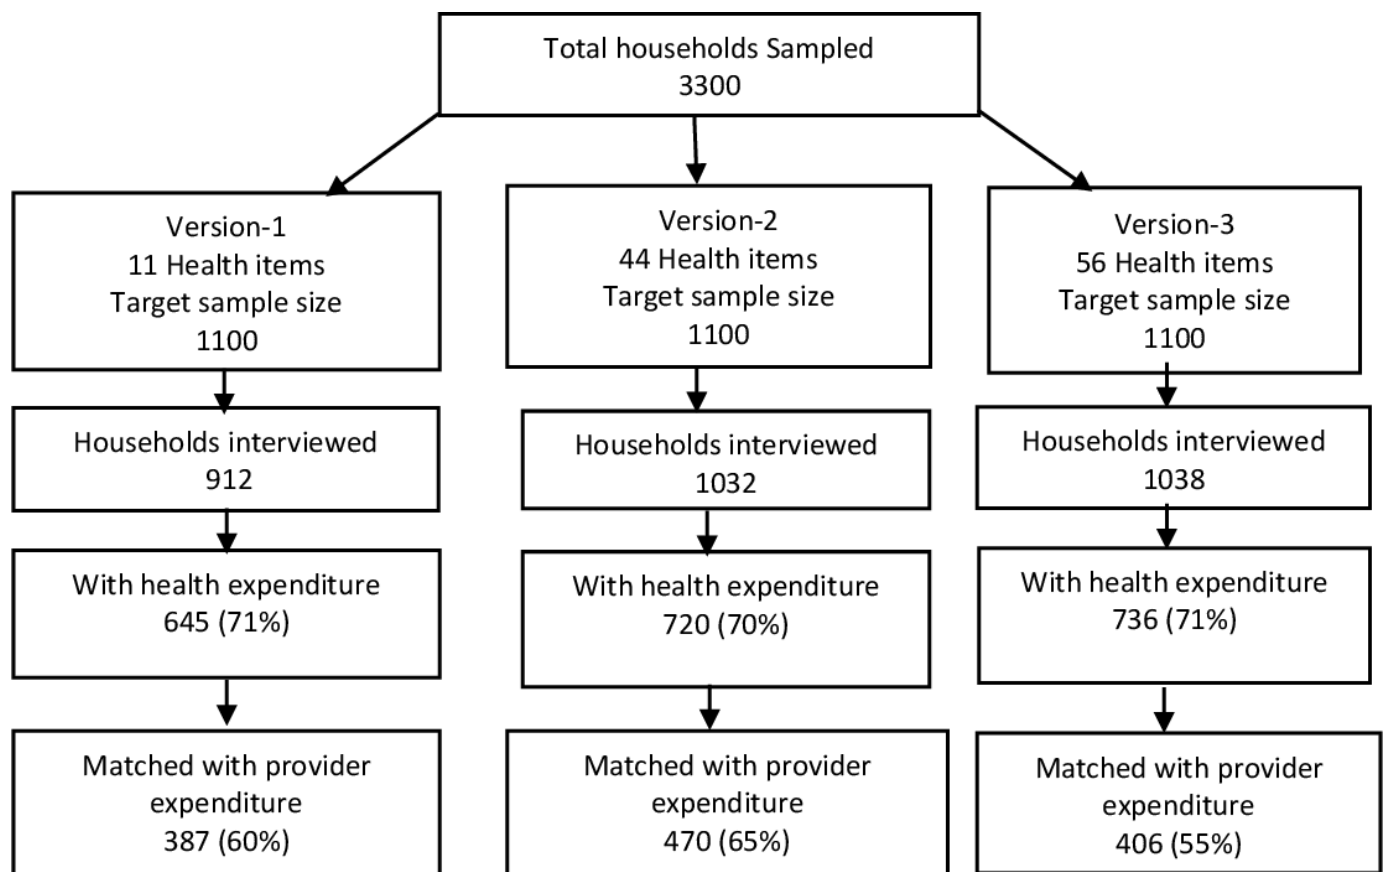 Total households Sampled
3300
Version-1
11 Health items
Target sample size
1100
Version-2
44 Health items
Target sample size
1100
Version-3
56 Health items
Target sample size
1100
Households interviewed
912
Households interviewed
1032
Households interviewed
1038
With health expenditure
645 (71%)
With health expenditure
720 (70%)
With health expenditure
736 (71%)
Matched with provider
expenditure
387 (60%)
Matched with provider
expenditure
470 (65%)
Matched with provider
expenditure
406 (55%)